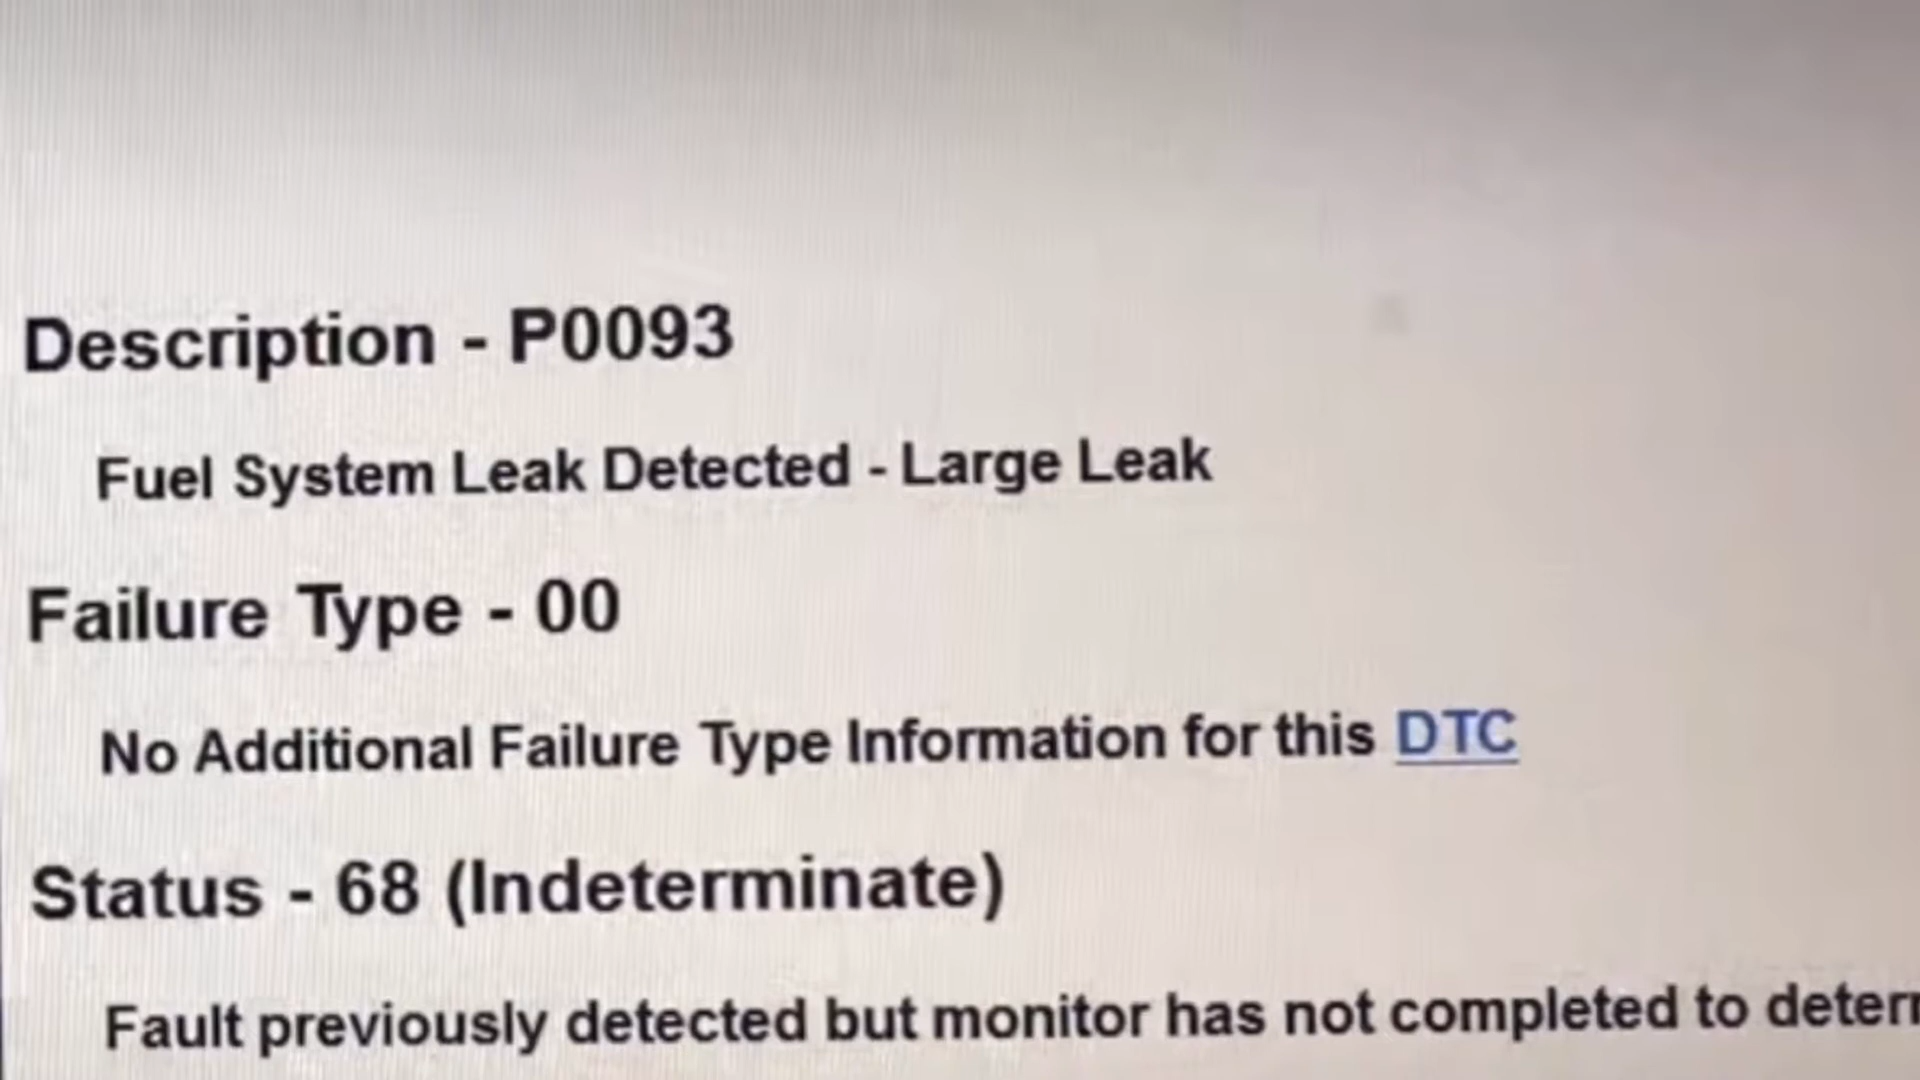 Description - P0093
Fuel System Leak Detected - Large Leak
Failure Type - 00
No Additional Failure Type Information for this DTC
Status - 68 (Indeterminate)
Fault previously detected but monitor has not completed to